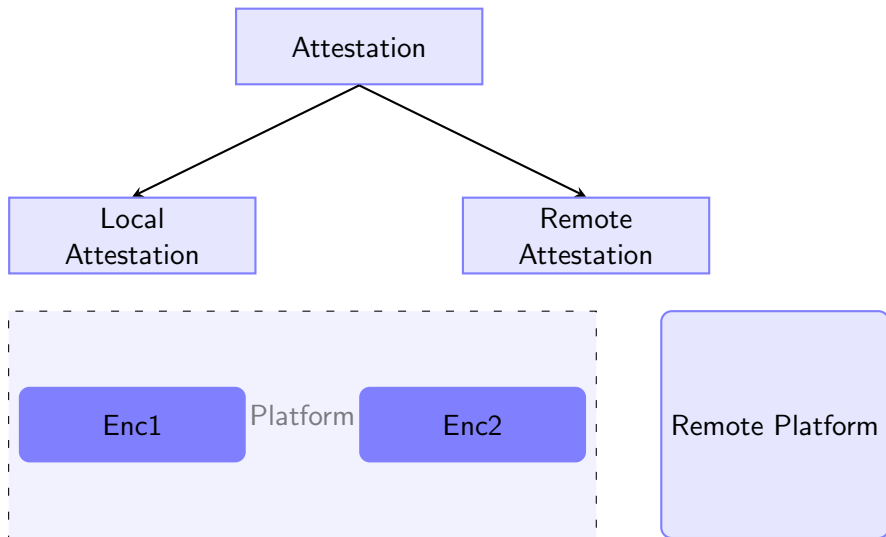 Attestation
Local
Attestation
Remote
Attestation
Enc1
Platform
Enc2
Remote Platform